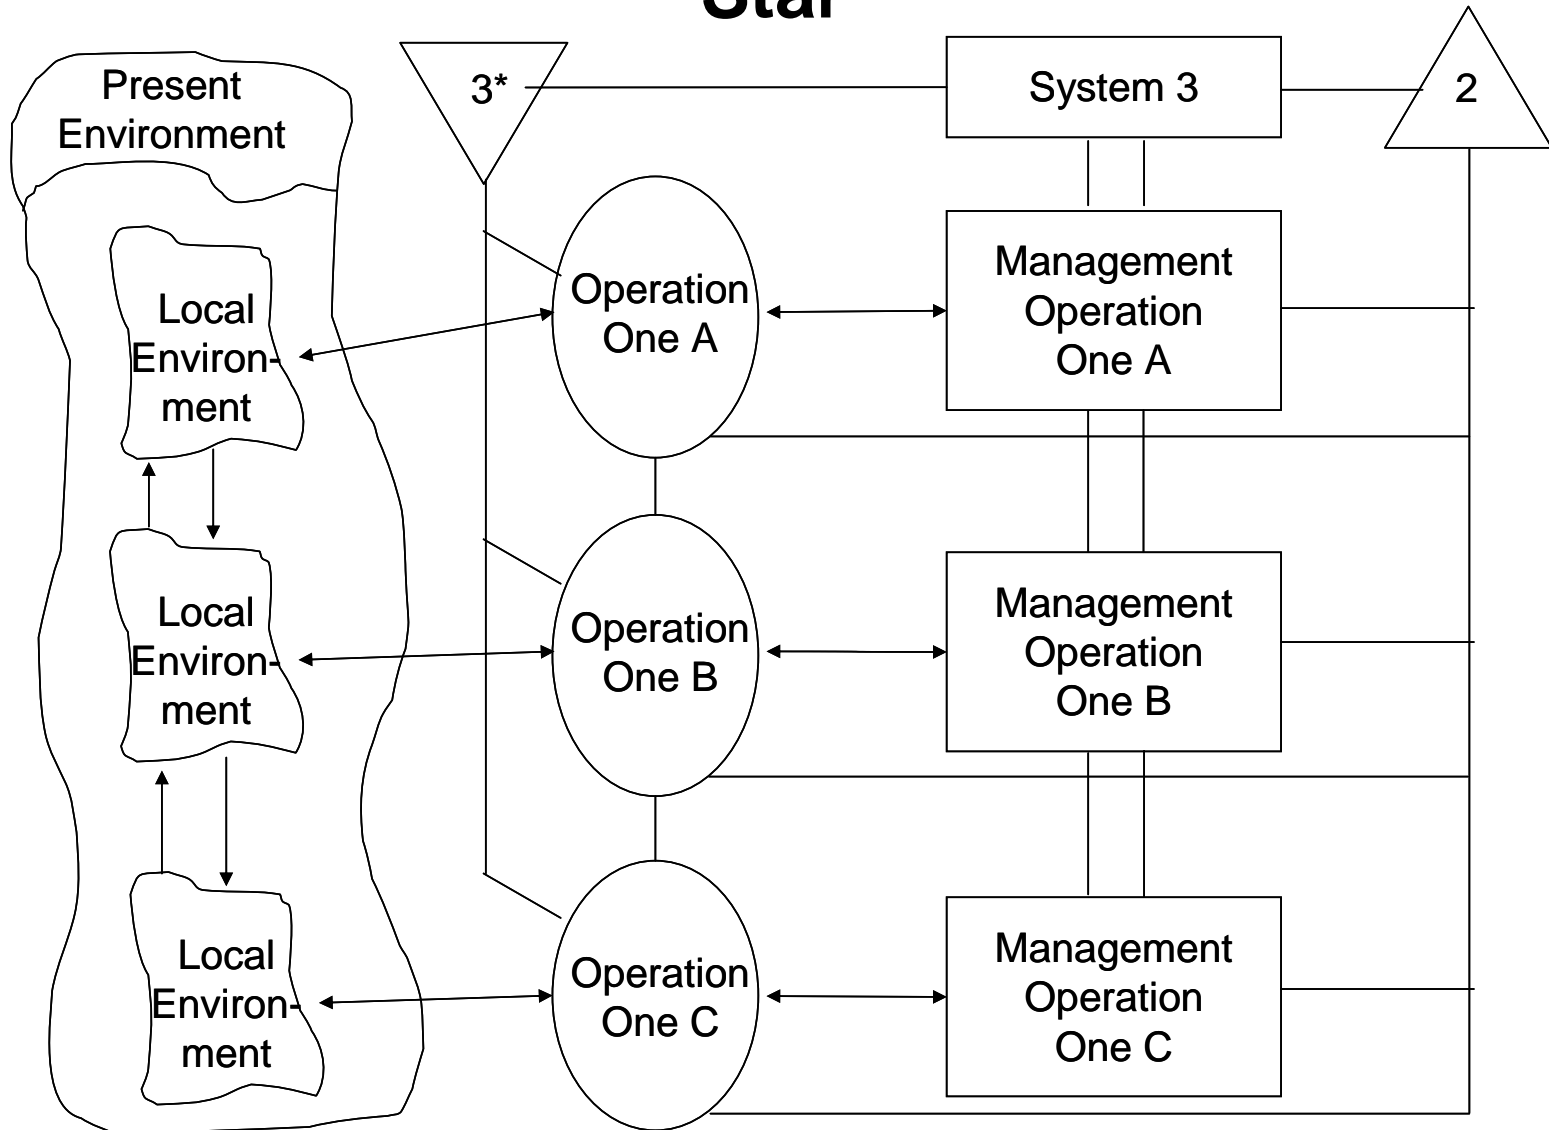 Star
Present
Environment
3*
System 3
2
Local
Environ-
ment
Operation
One A
Management
Operation
One A
Local
Environ-
ment
Operation
One B
Management
Operation
One B
Local
Environ-
ment
Operation
One C
Management
Operation
One C